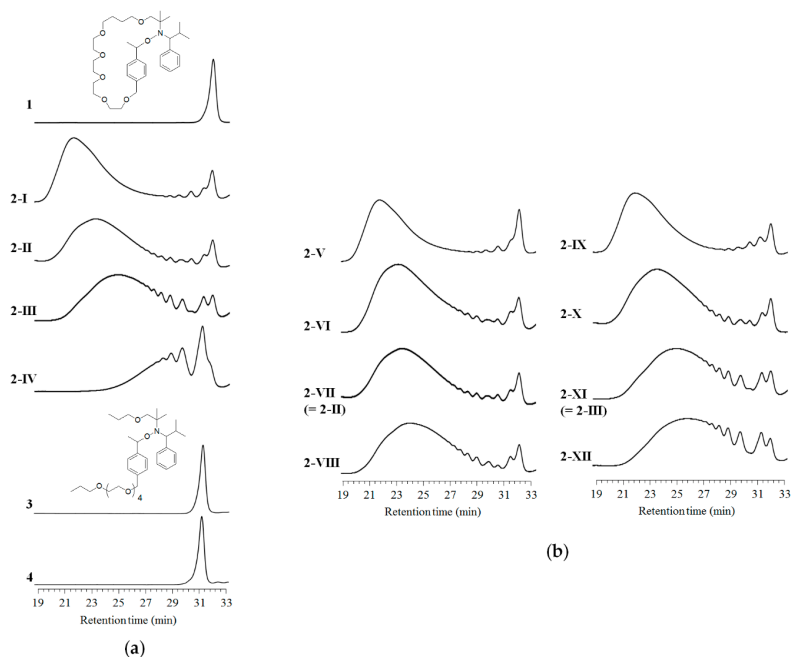 O
O
N
O
O
O
O
O
O
1
2-I
2-II
2-III
2-IV
O
N
O
O
O
4
3
4
19 21 23 25 27 29 31 33
Retention time (min)
(a)
2-V
2-VI
2-VII
(= 2-II)
2-VIII
19 21 23 25 27 29 31 33
Retention time (min)
2-IX
2-X
2-XI
(= 2-III)
2-XII
19 21 23 25 27 29 31 33
Retention time (min)
(b)